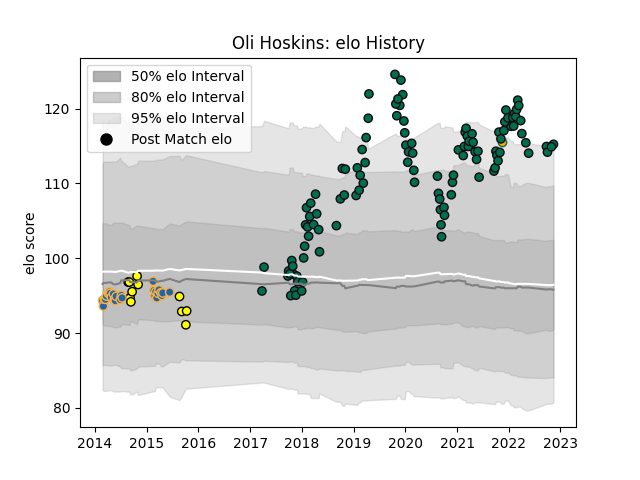 Oli Hoskins: elo History
50% elo Interval
80% elo Interval
95% elo Interval
Post Match elo
elo score
120
110
100
90
80
2014 2015 2016 2017 2018 2019 2020 2021 2022 2023